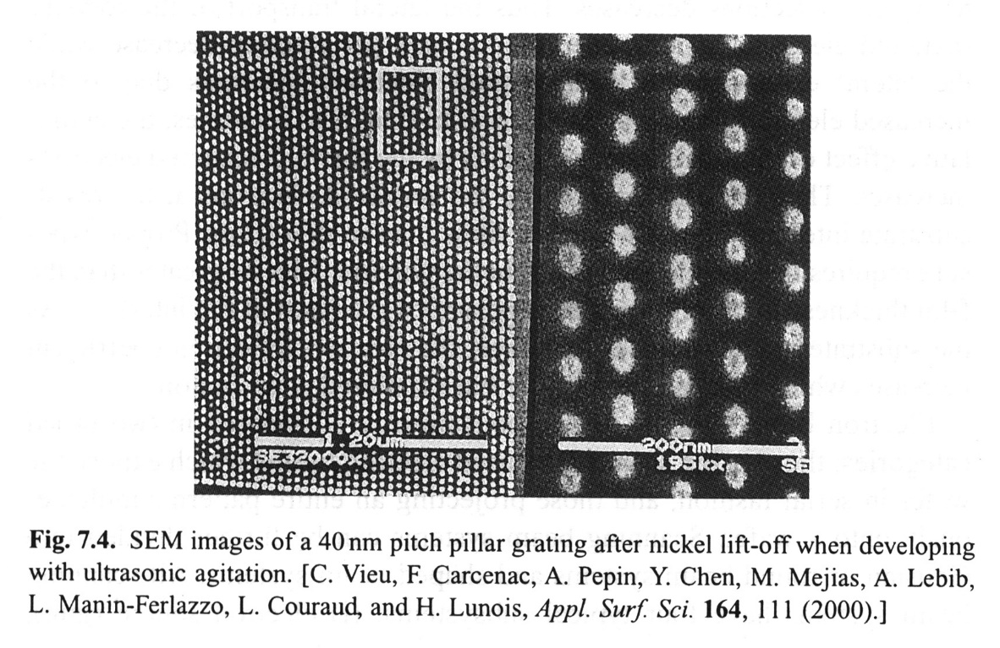 1.20um
SE32000x
200nm
195kx SE
Fig. 7.4. SEM images of a 40 nm pitch pillar grating after nickel lift-off when developing
with ultrasonic agitation. [C. Vieu, F. Carcenac, A. Pepin, Y. Chen, M. Mejias, A. Lebib,
L. Manin-Ferlazzo, L. Couraud, and H. Lunois, Appl. Surf. Sci. 164, 111 (2000).]